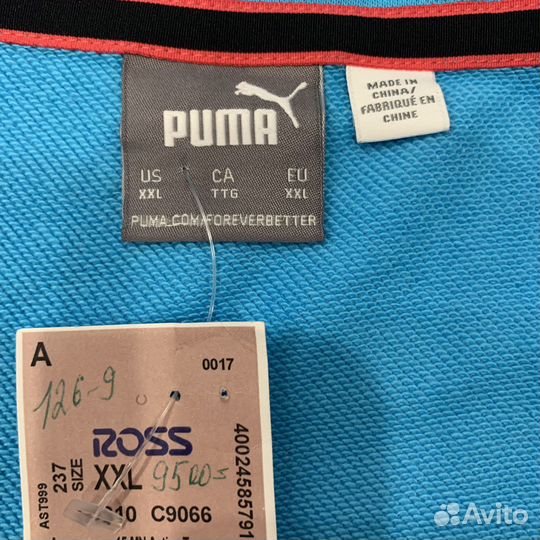 PUMA
US CA EU
XXL TTG XXL
PUMA.COM/FOREVERBETTER
MADE IN
CHINA/
FABRIQUÉ EN
CHINE
A
0017
126-9
ROSS
237
SIZE
XXL
9500=
C9066
AST999
40024585791
Avito